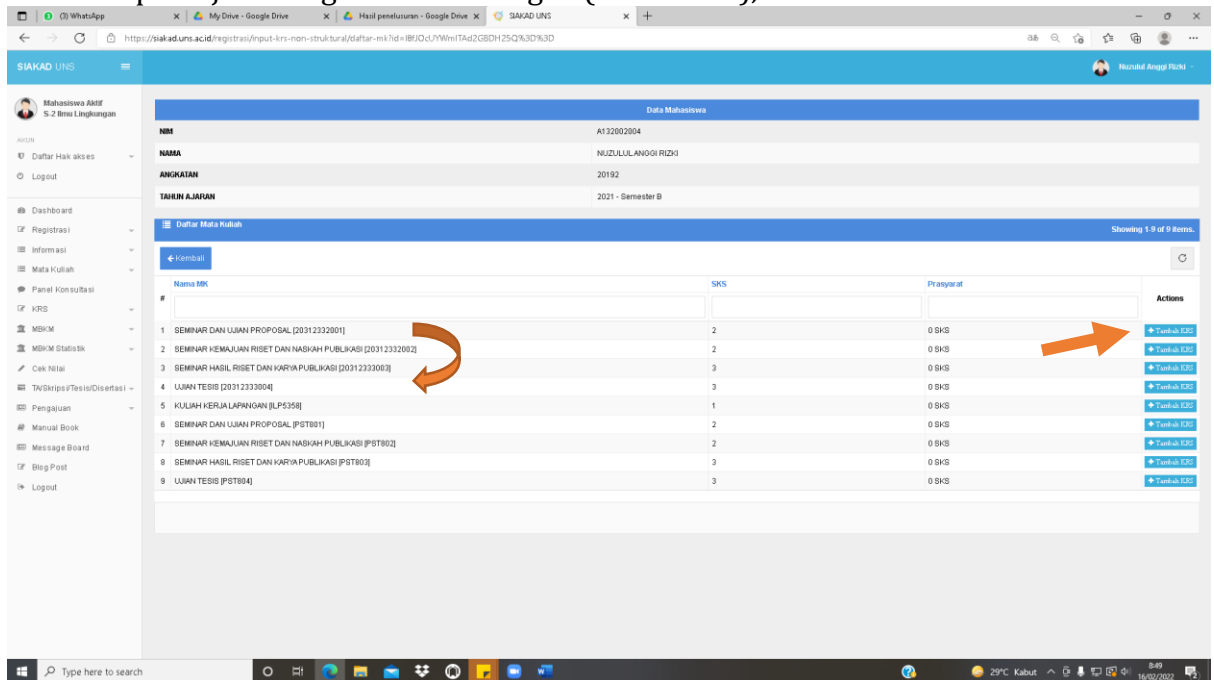 (3) WhatsApp
My Drive - Google Drive
Hasil penelusuran - Google Drive
SIAKAD UNS
https://siakad.uns.ac.id/registrasi/input-krs-non-struktural/daftar-mk?id=
SIAKAD UNS
Nuzulul Anggi Rizki
Mahasiswa Aktif
S-2 Ilmu Lingkungan
AKUN
Daftar Hak akses
Logout
Dashboard
Registrasi
Informasi
Mata Kuliah
Panel Konsultasi
KRS
MBKM
MBKM Statistik
Cek Nilai
TA/Skripsi/Tesis/Disertasi
Pengajuan
Manual Book
Message Board
Blog Post
Logout
Data Mahasiswa
NIM A132002004
NAMA NUZULUL ANGGI RIZKI
ANGKATAN 20192
TAHUN AJARAN 2021 - Semester B
Daftar Mata Kuliah Showing 1-9 of 9 items.
Kembali
# Nama MK SKS Prasyarat Actions
1 SEMINAR DAN UJIAN PROPOSAL [20312332001] 2 0 SKS + Tambah KRS
2 SEMINAR KEMAJUAN RISET DAN NASKAH PUBLIKASI [20312332002] 2 0 SKS + Tambah KRS
3 SEMINAR HASIL RISET DAN KARYA PUBLIKASI [20312333003] 3 0 SKS + Tambah KRS
4 UJIAN TESIS [20312333004] 3 0 SKS + Tambah KRS
5 KULIAH KERJA LAPANGAN [ILP5358] 1 0 SKS + Tambah KRS
6 SEMINAR DAN UJIAN PROPOSAL [PST801] 2 0 SKS + Tambah KRS
7 SEMINAR KEMAJUAN RISET DAN NASKAH PUBLIKASI [PST802] 2 0 SKS + Tambah KRS
8 SEMINAR HASIL RISET DAN KARYA PUBLIKASI [PST803] 3 0 SKS + Tambah KRS
9 UJIAN TESIS [PST804] 3 0 SKS + Tambah KRS
Type here to search
29°C Kabut
8:49
16/02/2022